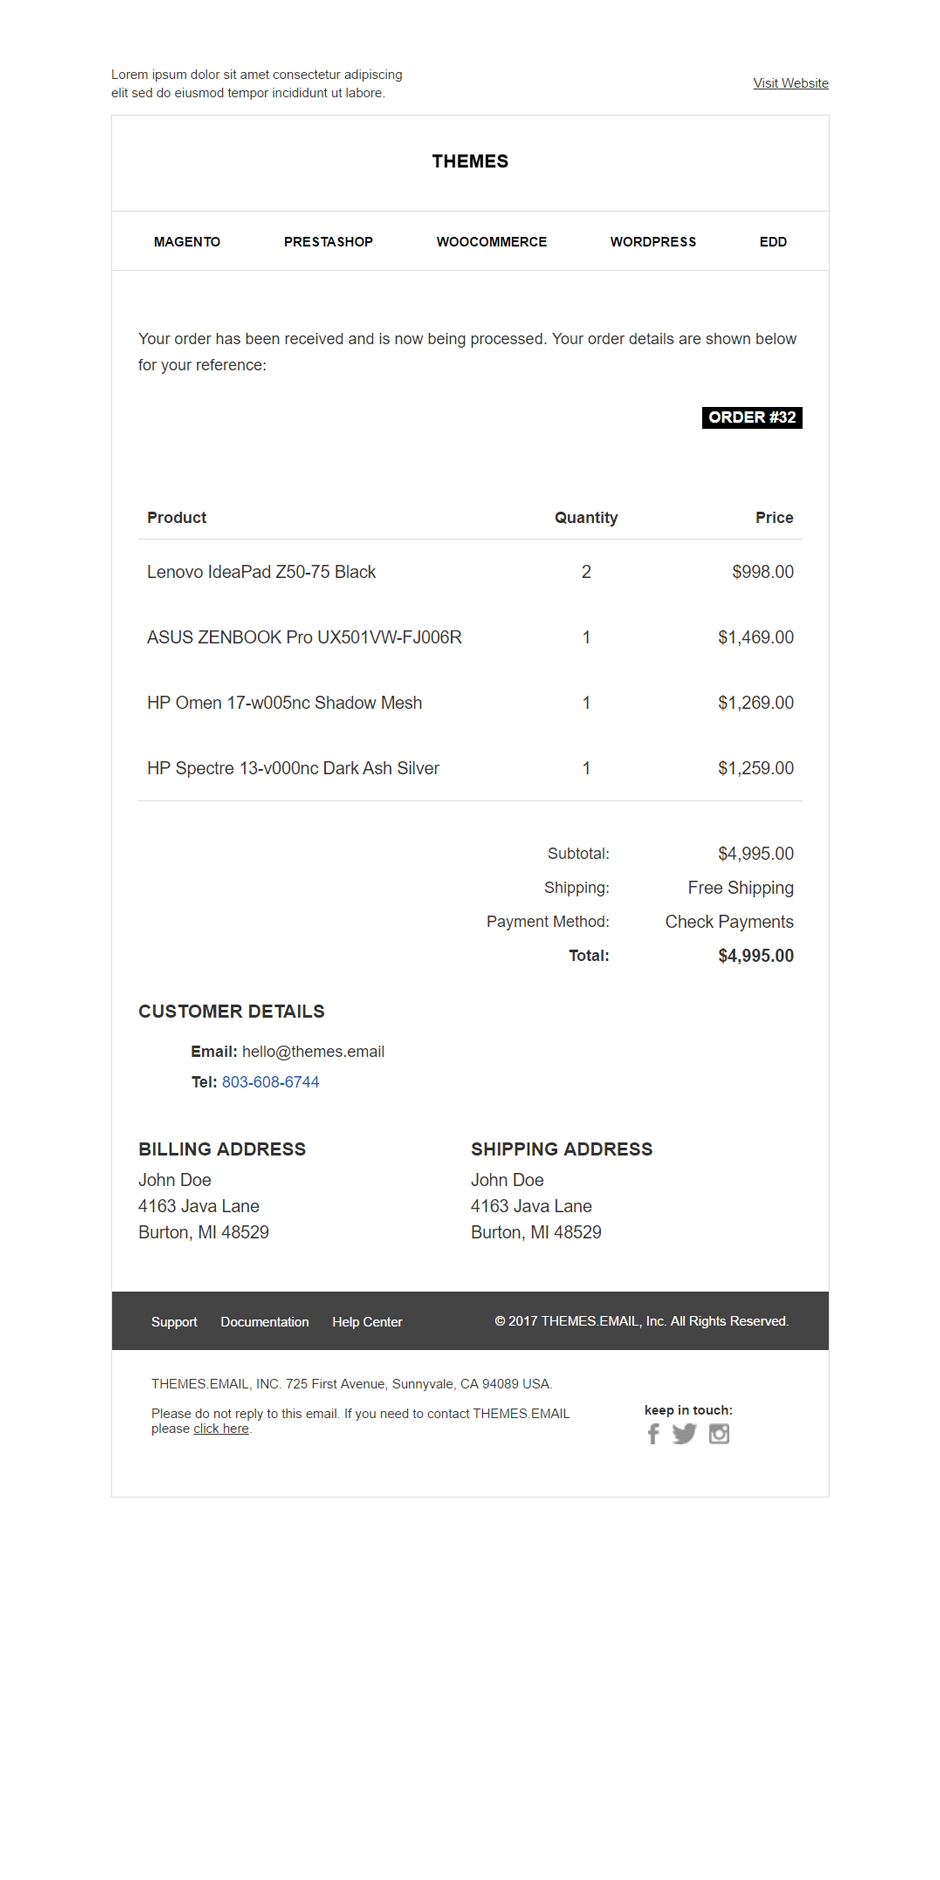 Lorem ipsum dolor sit amet consectetur adipiscing
elit sed do eiusmod tempor incididunt ut labore.
Visit Website
THEMES
MAGENTO PRESTASHOP WOOCOMMERCE WORDPRESS EDD
Your order has been received and is now being processed. Your order details are shown below
for your reference:
ORDER #32
Product Quantity Price
Lenovo IdeaPad Z50-75 Black 2 $998.00
ASUS ZENBOOK Pro UX501VW-FJ006R 1 $1,469.00
HP Omen 17-w005nc Shadow Mesh 1 $1,269.00
HP Spectre 13-v000nc Dark Ash Silver 1 $1,259.00
Subtotal: $4,995.00
Shipping: Free Shipping
Payment Method: Check Payments
Total: $4,995.00
CUSTOMER DETAILS
Email: hello@themes.email
Tel: 803-608-6744
BILLING ADDRESS
John Doe
4163 Java Lane
Burton, MI 48529
SHIPPING ADDRESS
John Doe
4163 Java Lane
Burton, MI 48529
Support Documentation Help Center © 2017 THEMES.EMAIL, Inc. All Rights Reserved.
THEMES.EMAIL, INC. 725 First Avenue, Sunnyvale, CA 94089 USA.
Please do not reply to this email. If you need to contact THEMES.EMAIL
please click here.
keep in touch: